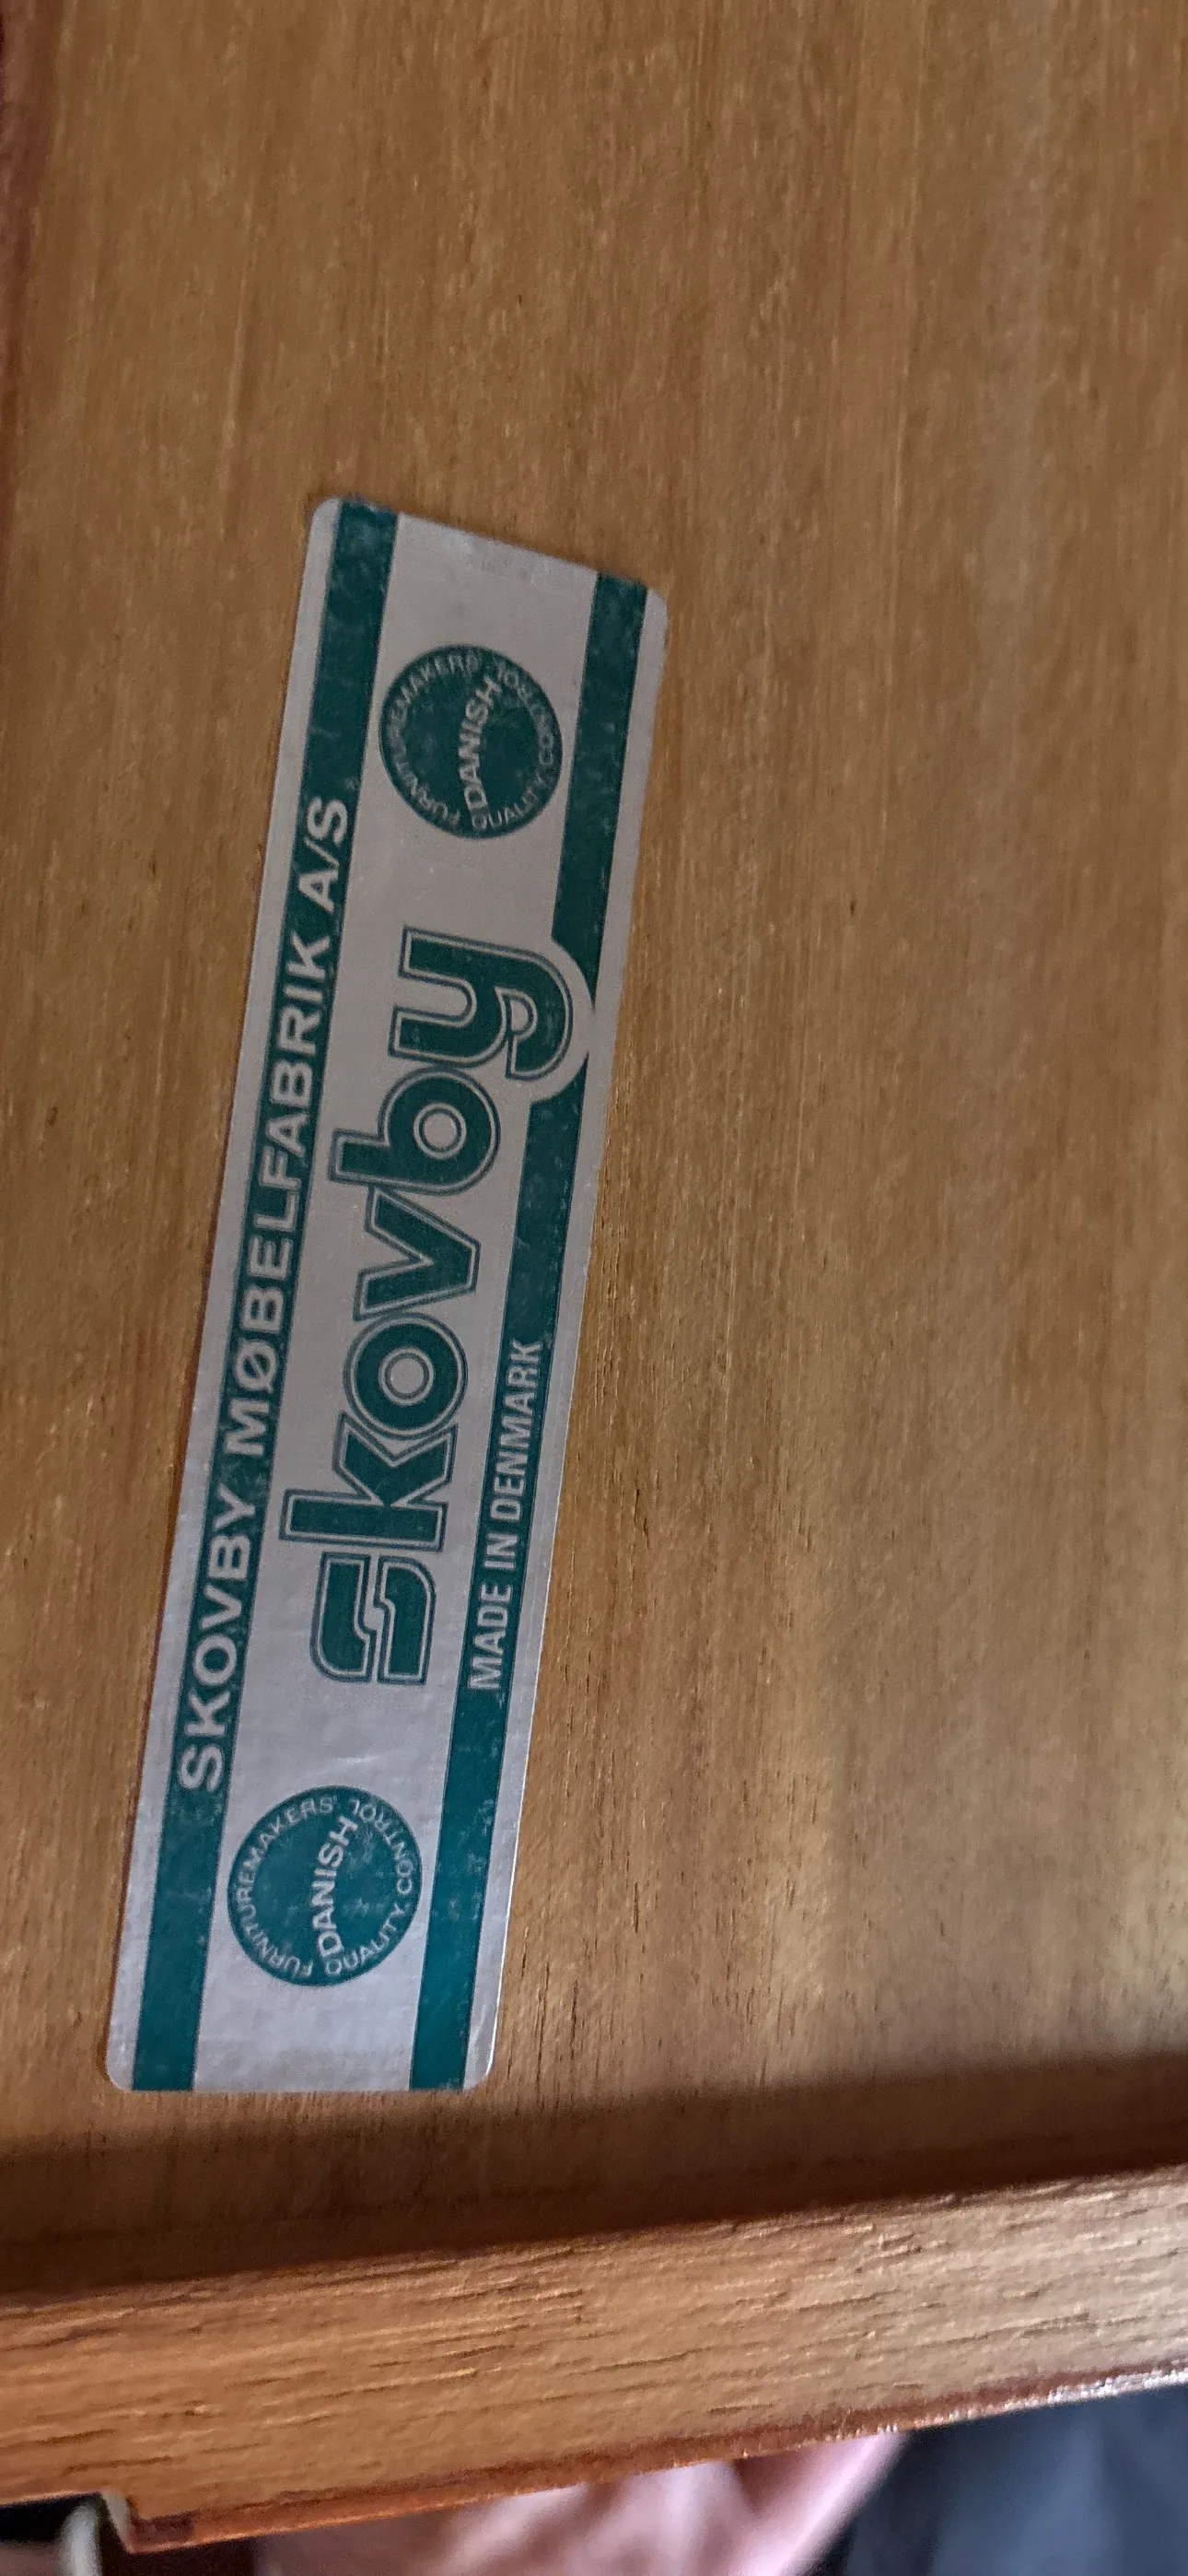 SKOVBY MØBELFABRIK A/S
FURNITUREMAKERS'
DANISH
QUALITY CONTROL
skovby
FURNITUREMAKERS'
DANISH
QUALITY CONTROL
MADE IN DENMARK